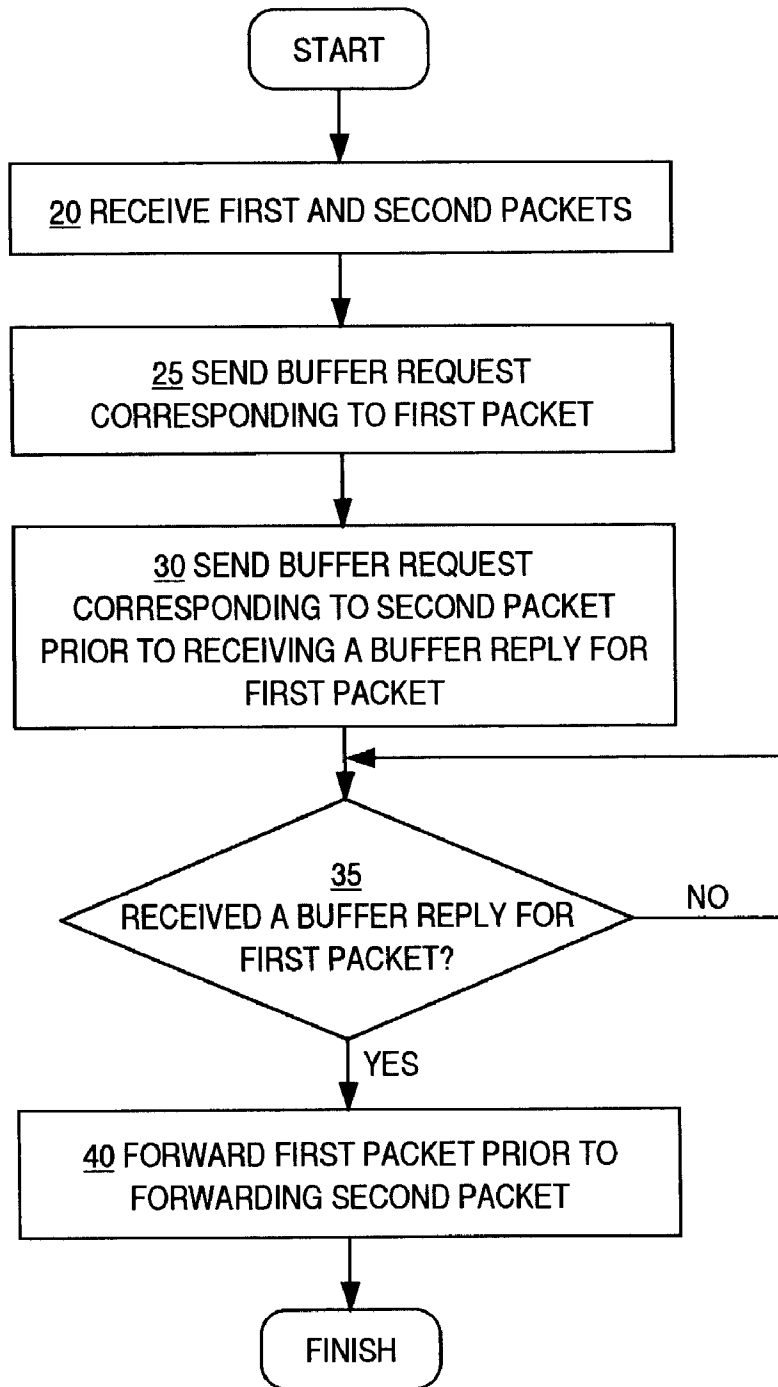 START
20 RECEIVE FIRST AND SECOND PACKETS
25 SEND BUFFER REQUEST
CORRESPONDING TO FIRST PACKET
30 SEND BUFFER REQUEST
CORRESPONDING TO SECOND PACKET
PRIOR TO RECEIVING A BUFFER REPLY FOR
FIRST PACKET
35
RECEIVED A BUFFER REPLY FOR
FIRST PACKET?
NO
YES
40 FORWARD FIRST PACKET PRIOR TO
FORWARDING SECOND PACKET
FINISH